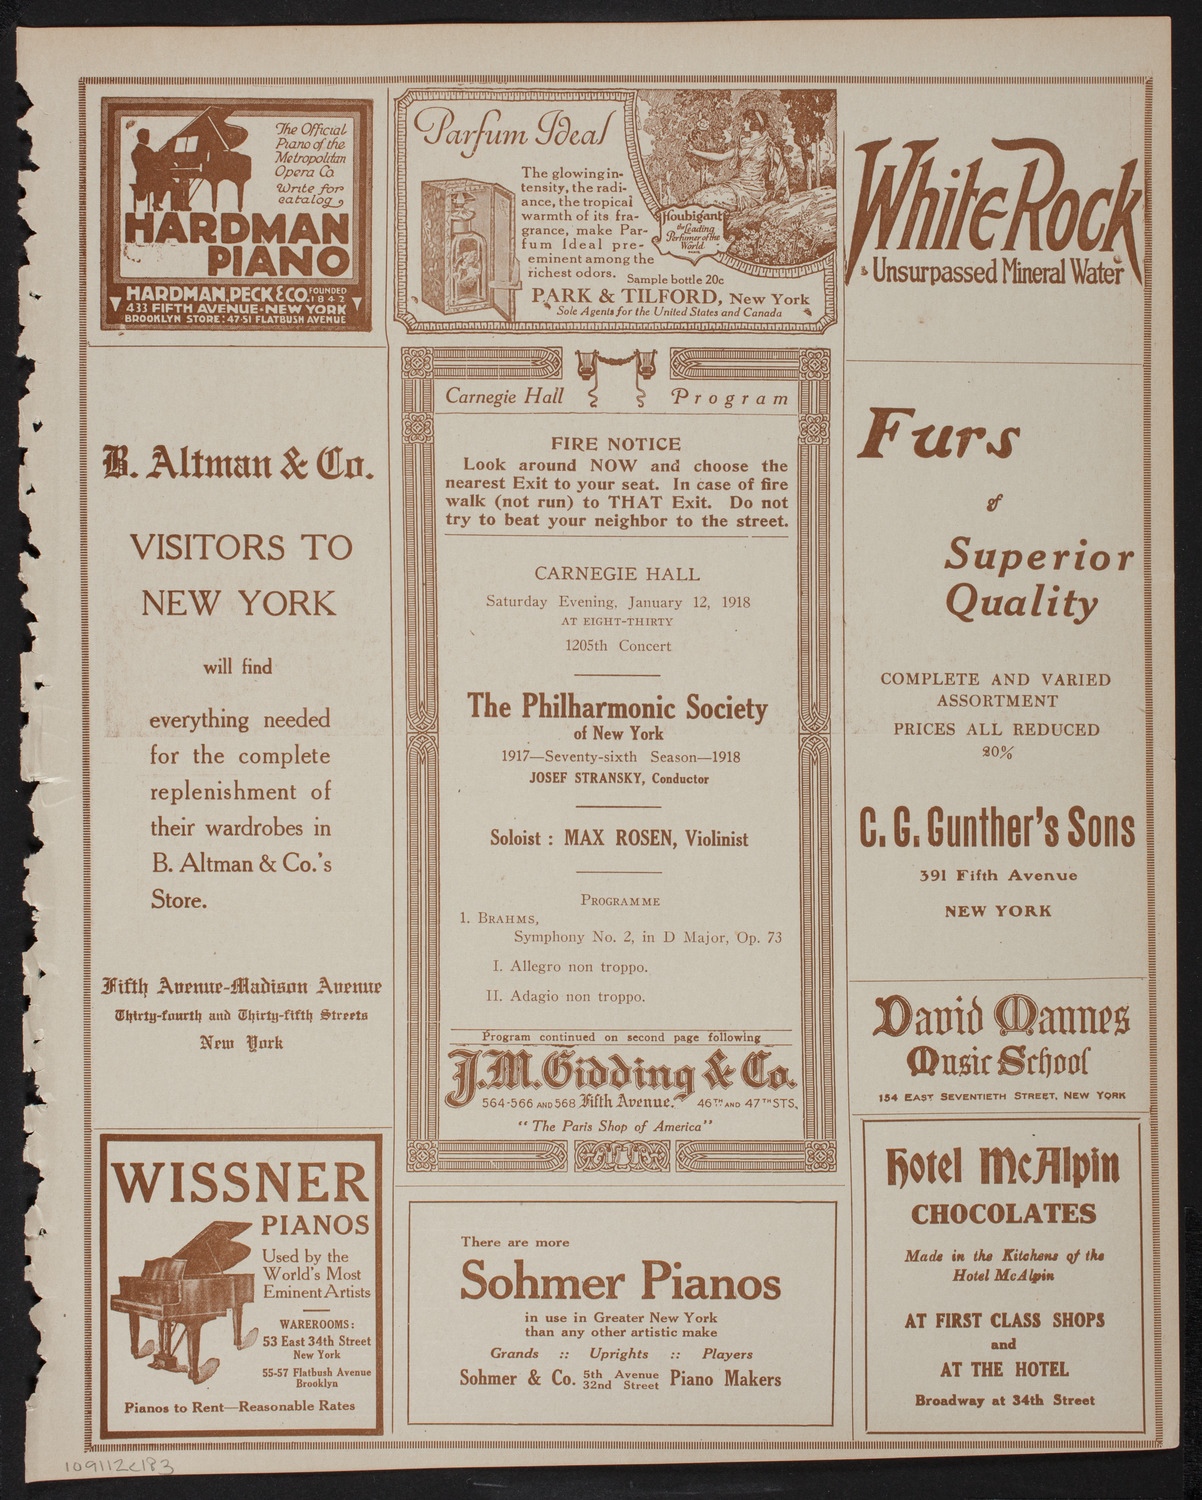 The Official
Piano of the
Metropolitan
Opera Co.
Write for
catalog
HARDMAN
PIANO
HARDMAN, PECK & CO. FOUNDED 1842
433 FIFTH AVENUE - NEW YORK
BROOKLYN STORE: 47-51 FLATBUSH AVENUE
B. Altman & Co.
VISITORS TO
NEW YORK
will find
everything needed
for the complete
replenishment of
their wardrobes in
B. Altman & Co.'s
Store.
Fifth Avenue-Madison Avenue
Thirty-fourth and Thirty-fifth Streets
New York
WISSNER
PIANOS
Used by the
World's Most
Eminent Artists
WAREROOMS:
53 East 34th Street
New York
55-57 Flatbush Avenue
Brooklyn
Pianos to Rent—Reasonable Rates
Parfum Ideal
The glowing in-
tensity, the radi-
ance, the tropical
warmth of its fra-
grance, make Par-
fum Ideal pre-
eminent among the
richest odors.
Sample bottle 20c
Houbigant
the Leading
Perfumer of the
World
PARIS
PARK & TILFORD, New York
Sole Agents for the United States and Canada
Carnegie Hall Program
FIRE NOTICE
Look around NOW and choose the
nearest Exit to your seat. In case of fire
walk (not run) to THAT Exit. Do not
try to beat your neighbor to the street.
CARNEGIE HALL
Saturday Evening, January 12, 1918
AT EIGHT-THIRTY
1205th Concert
The Philharmonic Society
of New York
1917—Seventy-sixth Season—1918
JOSEF STRANSKY, Conductor
Soloist : MAX ROSEN, Violinist
PROGRAMME
1. BRAHMS,
Symphony No. 2, in D Major, Op. 73
I. Allegro non troppo.
II. Adagio non troppo.
Program continued on second page following
J.M. Gidding & Co.
564-566 AND 568 Fifth Avenue. 46TH AND 47TH STS.
"The Paris Shop of America"
There are more
Sohmer Pianos
in use in Greater New York
than any other artistic make
Grands :: Uprights :: Players
Sohmer & Co. 5th Avenue 32nd Street Piano Makers
White Rock
Unsurpassed Mineral Water
Furs
of
Superior
Quality
COMPLETE AND VARIED
ASSORTMENT
PRICES ALL REDUCED
20%
C. G. Gunther's Sons
391 Fifth Avenue
NEW YORK
David Mannes
Music School
154 EAST SEVENTIETH STREET, NEW YORK
Hotel McAlpin
CHOCOLATES
Made in the Kitchens of the
Hotel McAlpin
AT FIRST CLASS SHOPS
and
AT THE HOTEL
Broadway at 34th Street
109112c183